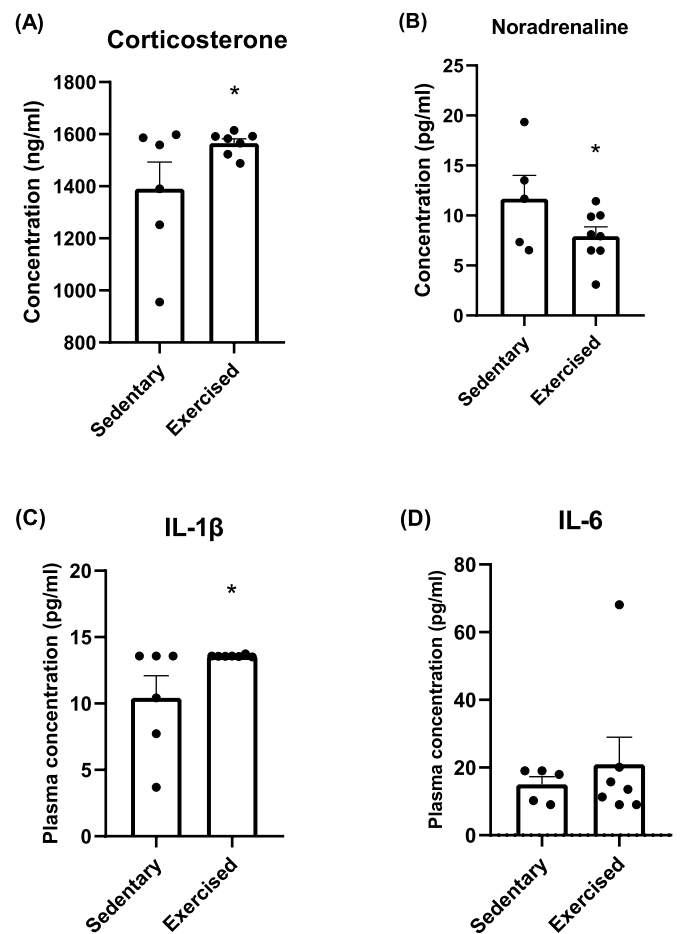 (A)
Corticosterone
Concentration (ng/ml)
1800
1600
1400
1200
1000
800
*
Sedentary
Exercised
(B)
Noradrenaline
Concentration (pg/ml)
25
20
15
10
5
0
*
Sedentary
Exercised
(C)
IL-1β
Plasma concentration (pg/ml)
20
15
10
5
0
*
Sedentary
Exercised
(D)
IL-6
Plasma concentration (pg/ml)
80
60
40
20
0
Sedentary
Exercised